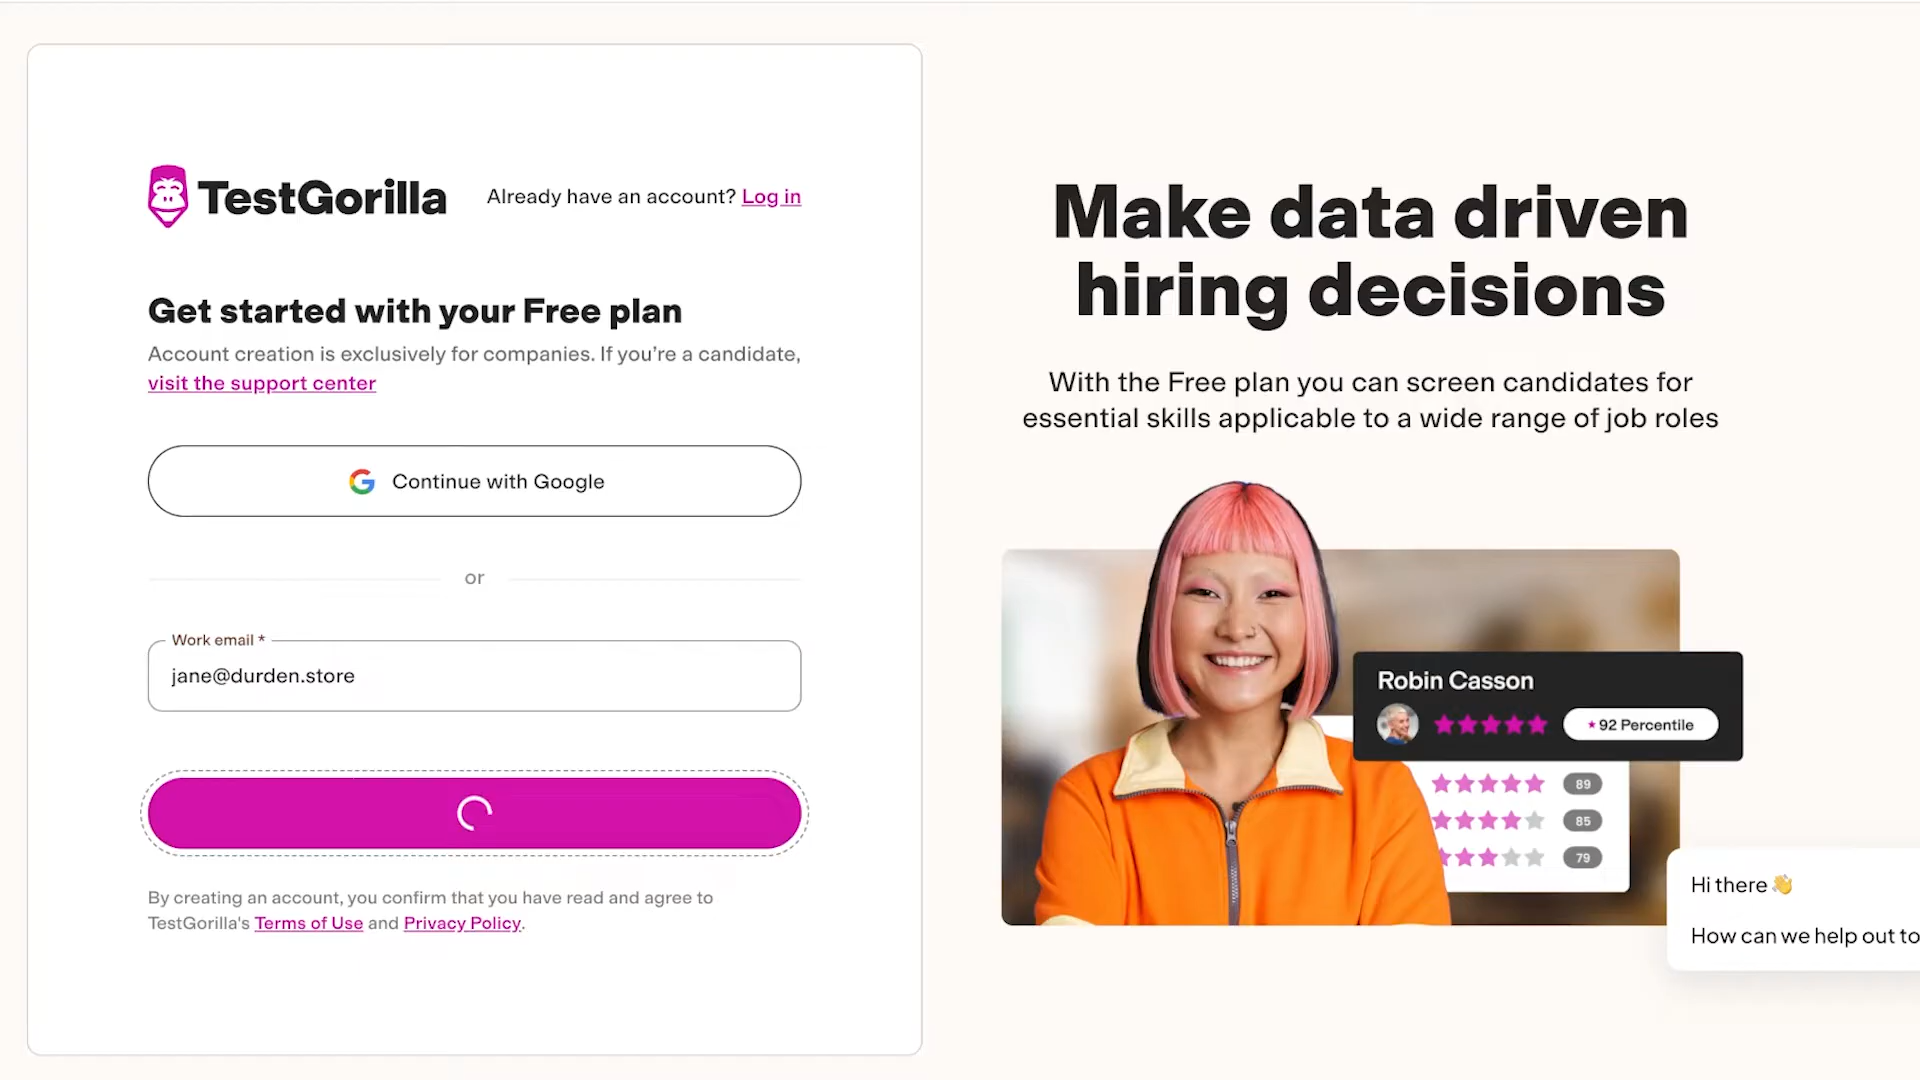 TestGorilla
Already have an account? Log in
Get started with your Free plan
Account creation is exclusively for companies. If you're a candidate,
visit the support center
Continue with Google
or
Work email *
jane@durden.store
By creating an account, you confirm that you have read and agree to
TestGorilla's Terms of Use and Privacy Policy.
Make data driven
hiring decisions
With the Free plan you can screen candidates for
essential skills applicable to a wide range of job roles
Robin Casson
92 Percentile
89
85
79
Hi there 👋
How can we help out to